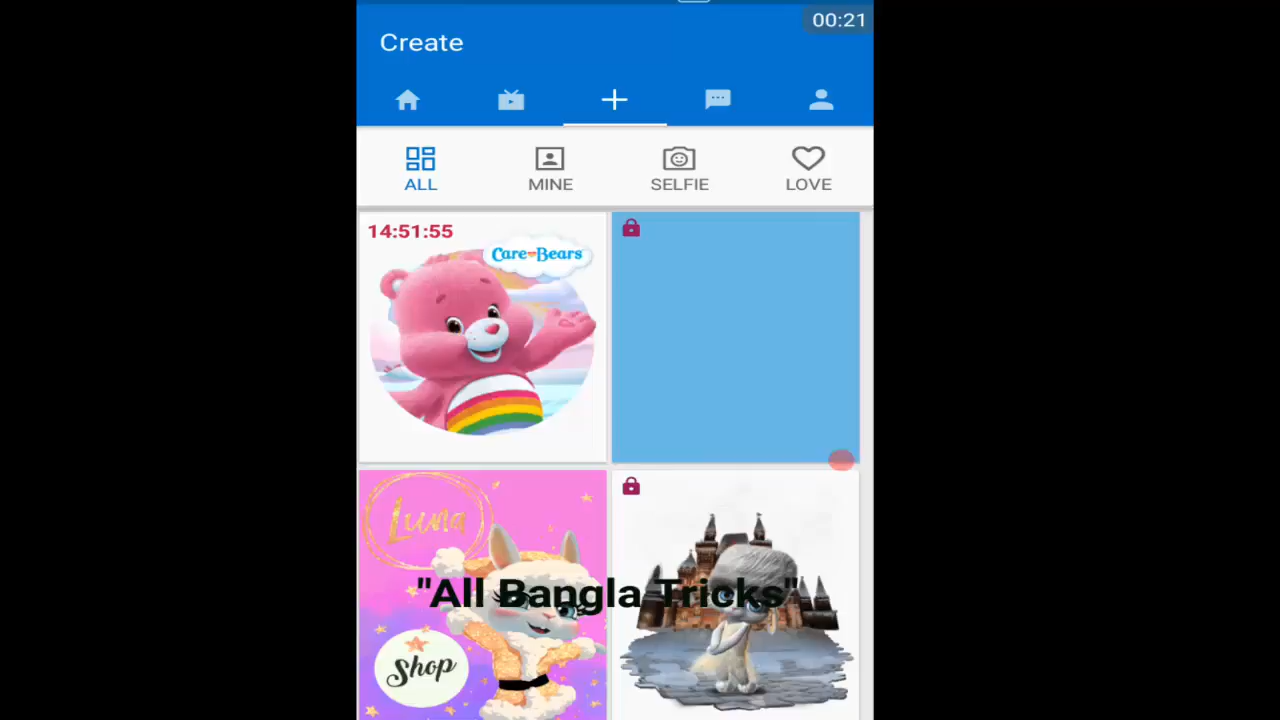 00:21
Create
ALL
MINE
SELFIE
LOVE
14:51:55
Care Bears
Luna
"All Bangla Tricks"
Shop